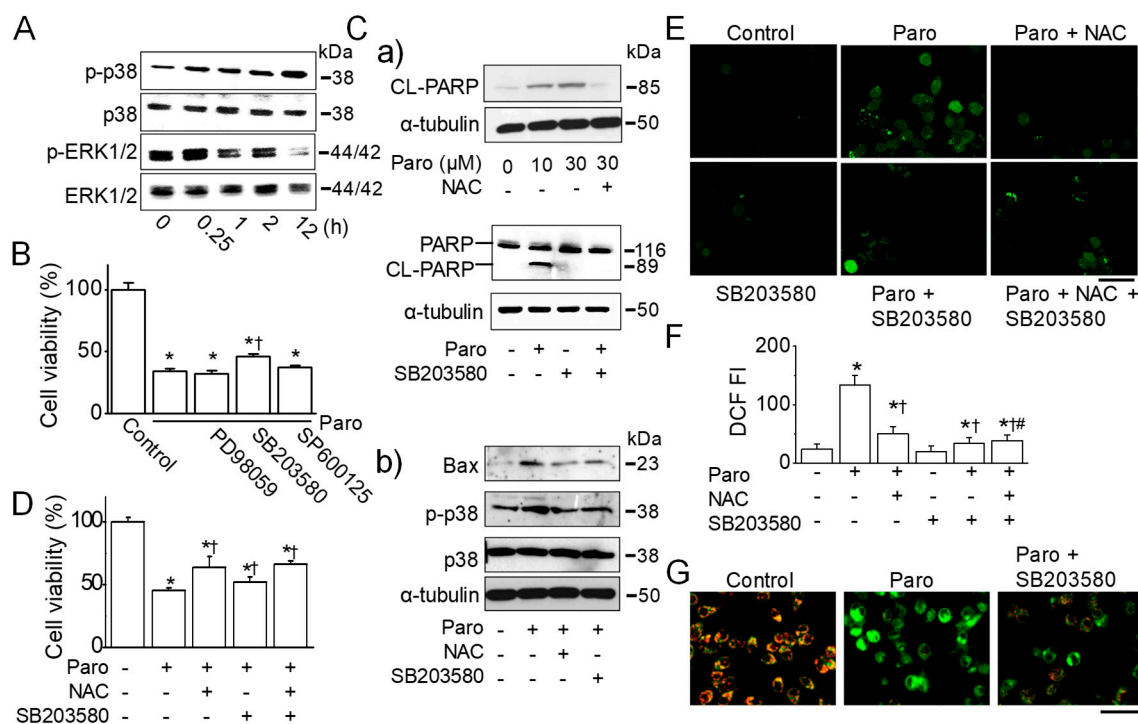 A
kDa
p-p38
38
p38
38
p-ERK1/2
44/42
ERK1/2
44/42
0 0.25 1 2 12 (h)
B
Cell viability (%)
100
50
0
* * *† *
Paro
Control PD98059 SB203580 SP600125
C
a)
kDa
CL-PARP
85
α-tubulin
50
Paro (µM) 0 10 30 30
NAC - - - +
PARP
116
CL-PARP
89
α-tubulin
50
Paro - + - +
SB203580 - - + +
b)
kDa
Bax
23
p-p38
38
p38
38
α-tubulin
50
Paro - + + +
NAC - - + -
SB203580 - - - +
D
Cell viability (%)
100
50
0
* *† *† *†
Paro - + + + +
NAC - - + - +
SB203580 - - - + +
E
Control Paro Paro + NAC
SB203580 Paro + Paro + NAC +
SB203580 SB203580
F
DCF FI
200
100
0
* *† *† *†#
Paro - + + - + +
NAC - - + - - +
SB203580 - - - + + +
G
Control Paro Paro +
SB203580